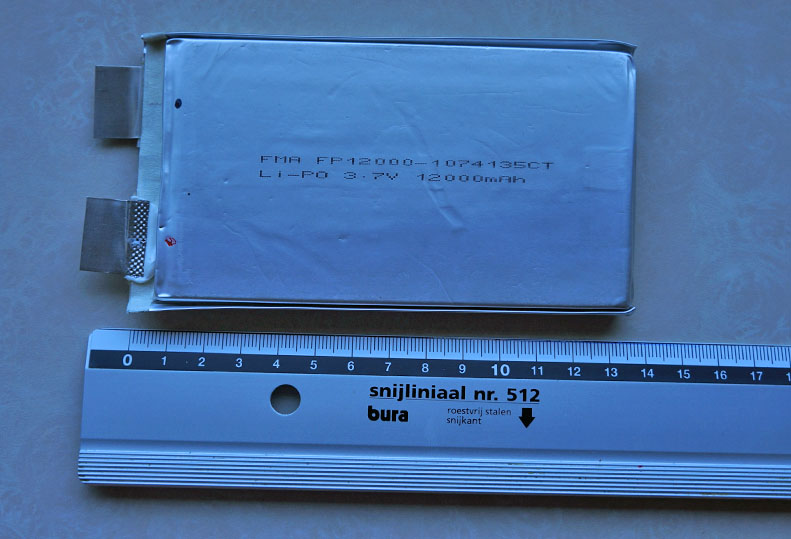 FMA FP12000-1074135CT
Li-PO 3.7V 12000mAh
0 1 2 3 4 5 6 7 8 9 10 11 12 13 14 15 16 17
snijliniaal nr. 512
bura
roestvrij stalen
snijkant